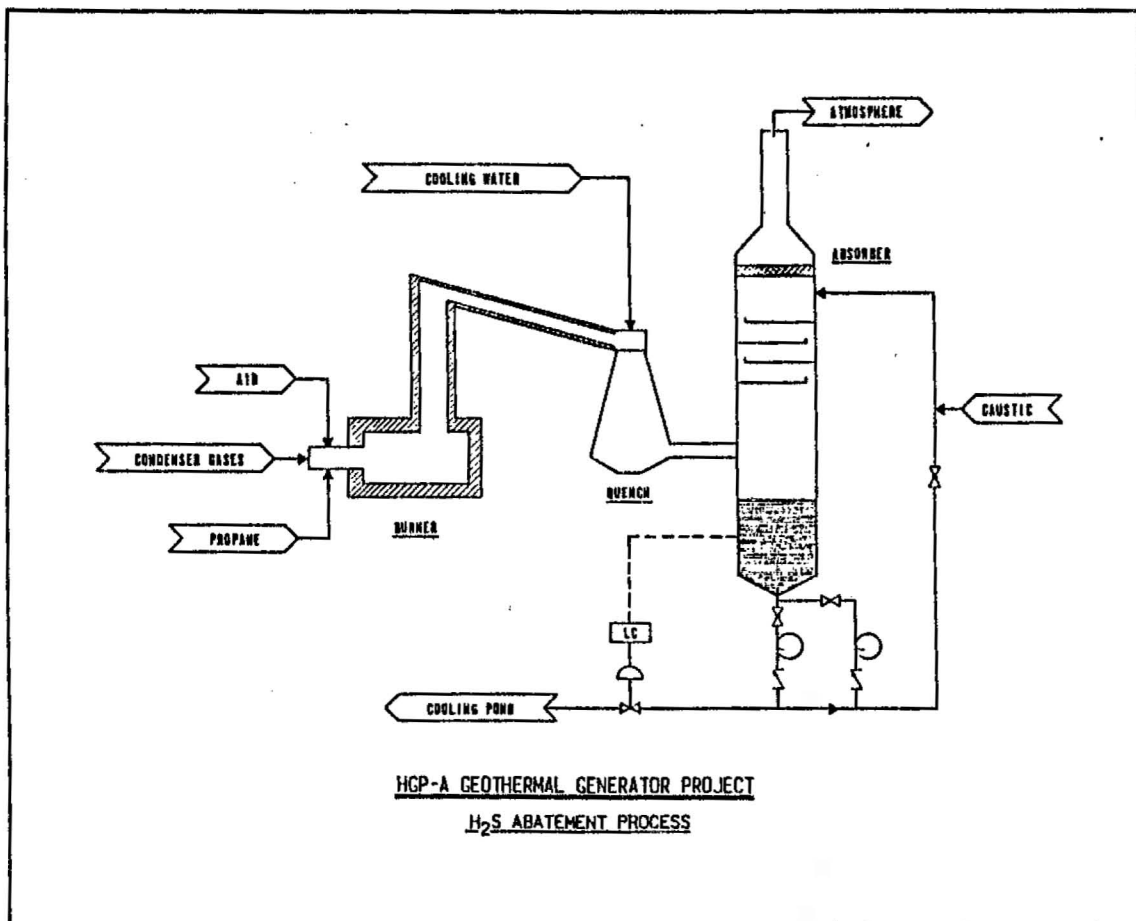 ATMOSPHERE
COOLING WATER
ABSORBER
AIR
CAUSTIC
CONDENSER GASES
QUENCH
BURNER
PROPANE
LC
COOLING POND
HGP-A GEOTHERMAL GENERATOR PROJECT
H₂S ABATEMENT PROCESS